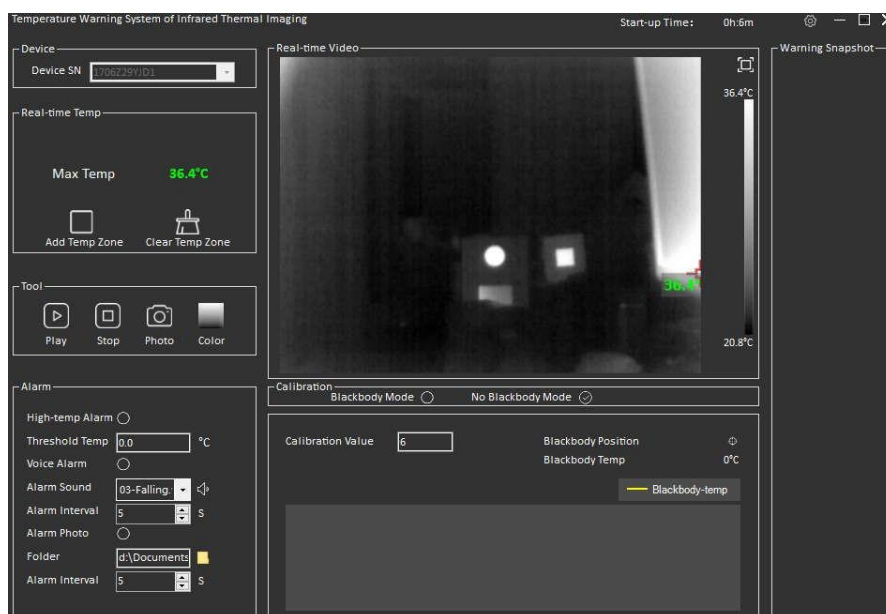 Temperature Warning System of Infrared Thermal Imaging
Start-up Time: 0h:6m
Device
Device SN 1706Z29YJD1
Real-time Temp
Max Temp 36.4°C
Add Temp Zone Clear Temp Zone
Tool
Play Stop Photo Color
Alarm
High-temp Alarm
Threshold Temp 0.0 °C
Voice Alarm
Alarm Sound 03-Falling.
Alarm Interval 5 S
Alarm Photo
Folder d:\Documents
Alarm Interval 5 S
Real-time Video
36.4°C
36.4°
20.8°C
Calibration
Blackbody Mode No Blackbody Mode
Calibration Value 6
Blackbody Position
Blackbody Temp 0°C
Blackbody-temp
Warning Snapshot